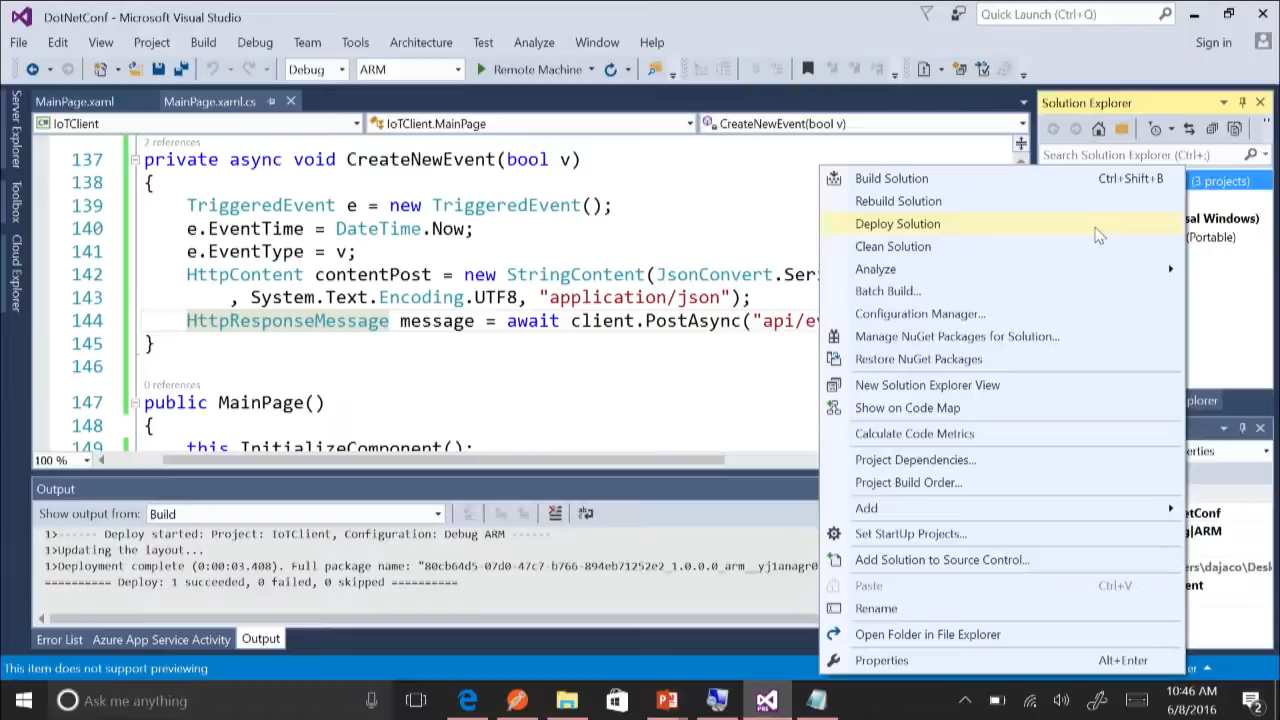 DotNetConf - Microsoft Visual Studio
Quick Launch (Ctrl+Q)
File Edit View Project Build Debug Team Tools Architecture Test Analyze Window Help
Sign in
Debug ARM Remote Machine
Server Explorer
Toolbox
Cloud Explorer
MainPage.xaml MainPage.xaml.cs
IoTClient IoTClient.MainPage CreateNewEvent(bool v)
2 references
137 private async void CreateNewEvent(bool v)
138 {
139 TriggeredEvent e = new TriggeredEvent();
140 e.EventTime = DateTime.Now;
141 e.EventType = v;
142 HttpContent contentPost = new StringContent(JsonConvert.Ser
143 , System.Text.Encoding.UTF8, "application/json");
144 HttpResponseMessage message = await client.PostAsync("api/e
145 }
146
0 references
147 public MainPage()
148 {
149 this.InitializeComponent();
100 %
Output
Show output from: Build
1>------ Deploy started: Project: IoTClient, Configuration: Debug ARM ------
1>Updating the layout...
1>Deployment complete (0:00:03.408). Full package name: "80cb64d5-07d0-47c7-b766-894eb71252e2_1.0.0.0_arm__yj1anagr0
========== Deploy: 1 succeeded, 0 failed, 0 skipped ==========
Error List Azure App Service Activity Output
This item does not support previewing
Solution Explorer
Search Solution Explorer (Ctrl+;)
(3 projects)
sal Windows)
(Portable)
plorer
erties
etConf
g|ARM
ers\dajaco\Desk
ent
er
Build Solution Ctrl+Shift+B
Rebuild Solution
Deploy Solution
Clean Solution
Analyze
Batch Build...
Configuration Manager...
Manage NuGet Packages for Solution...
Restore NuGet Packages
New Solution Explorer View
Show on Code Map
Calculate Code Metrics
Project Dependencies...
Project Build Order...
Add
Set StartUp Projects...
Add Solution to Source Control...
Paste Ctrl+V
Rename
Open Folder in File Explorer
Properties Alt+Enter
Ask me anything
10:46 AM
6/8/2016
2